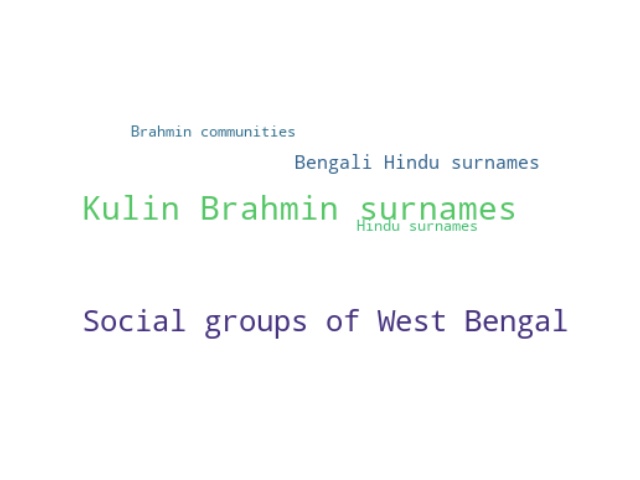 Brahmin communities
Bengali Hindu surnames
Kulin Brahmin surnames
Hindu surnames
Social groups of West Bengal